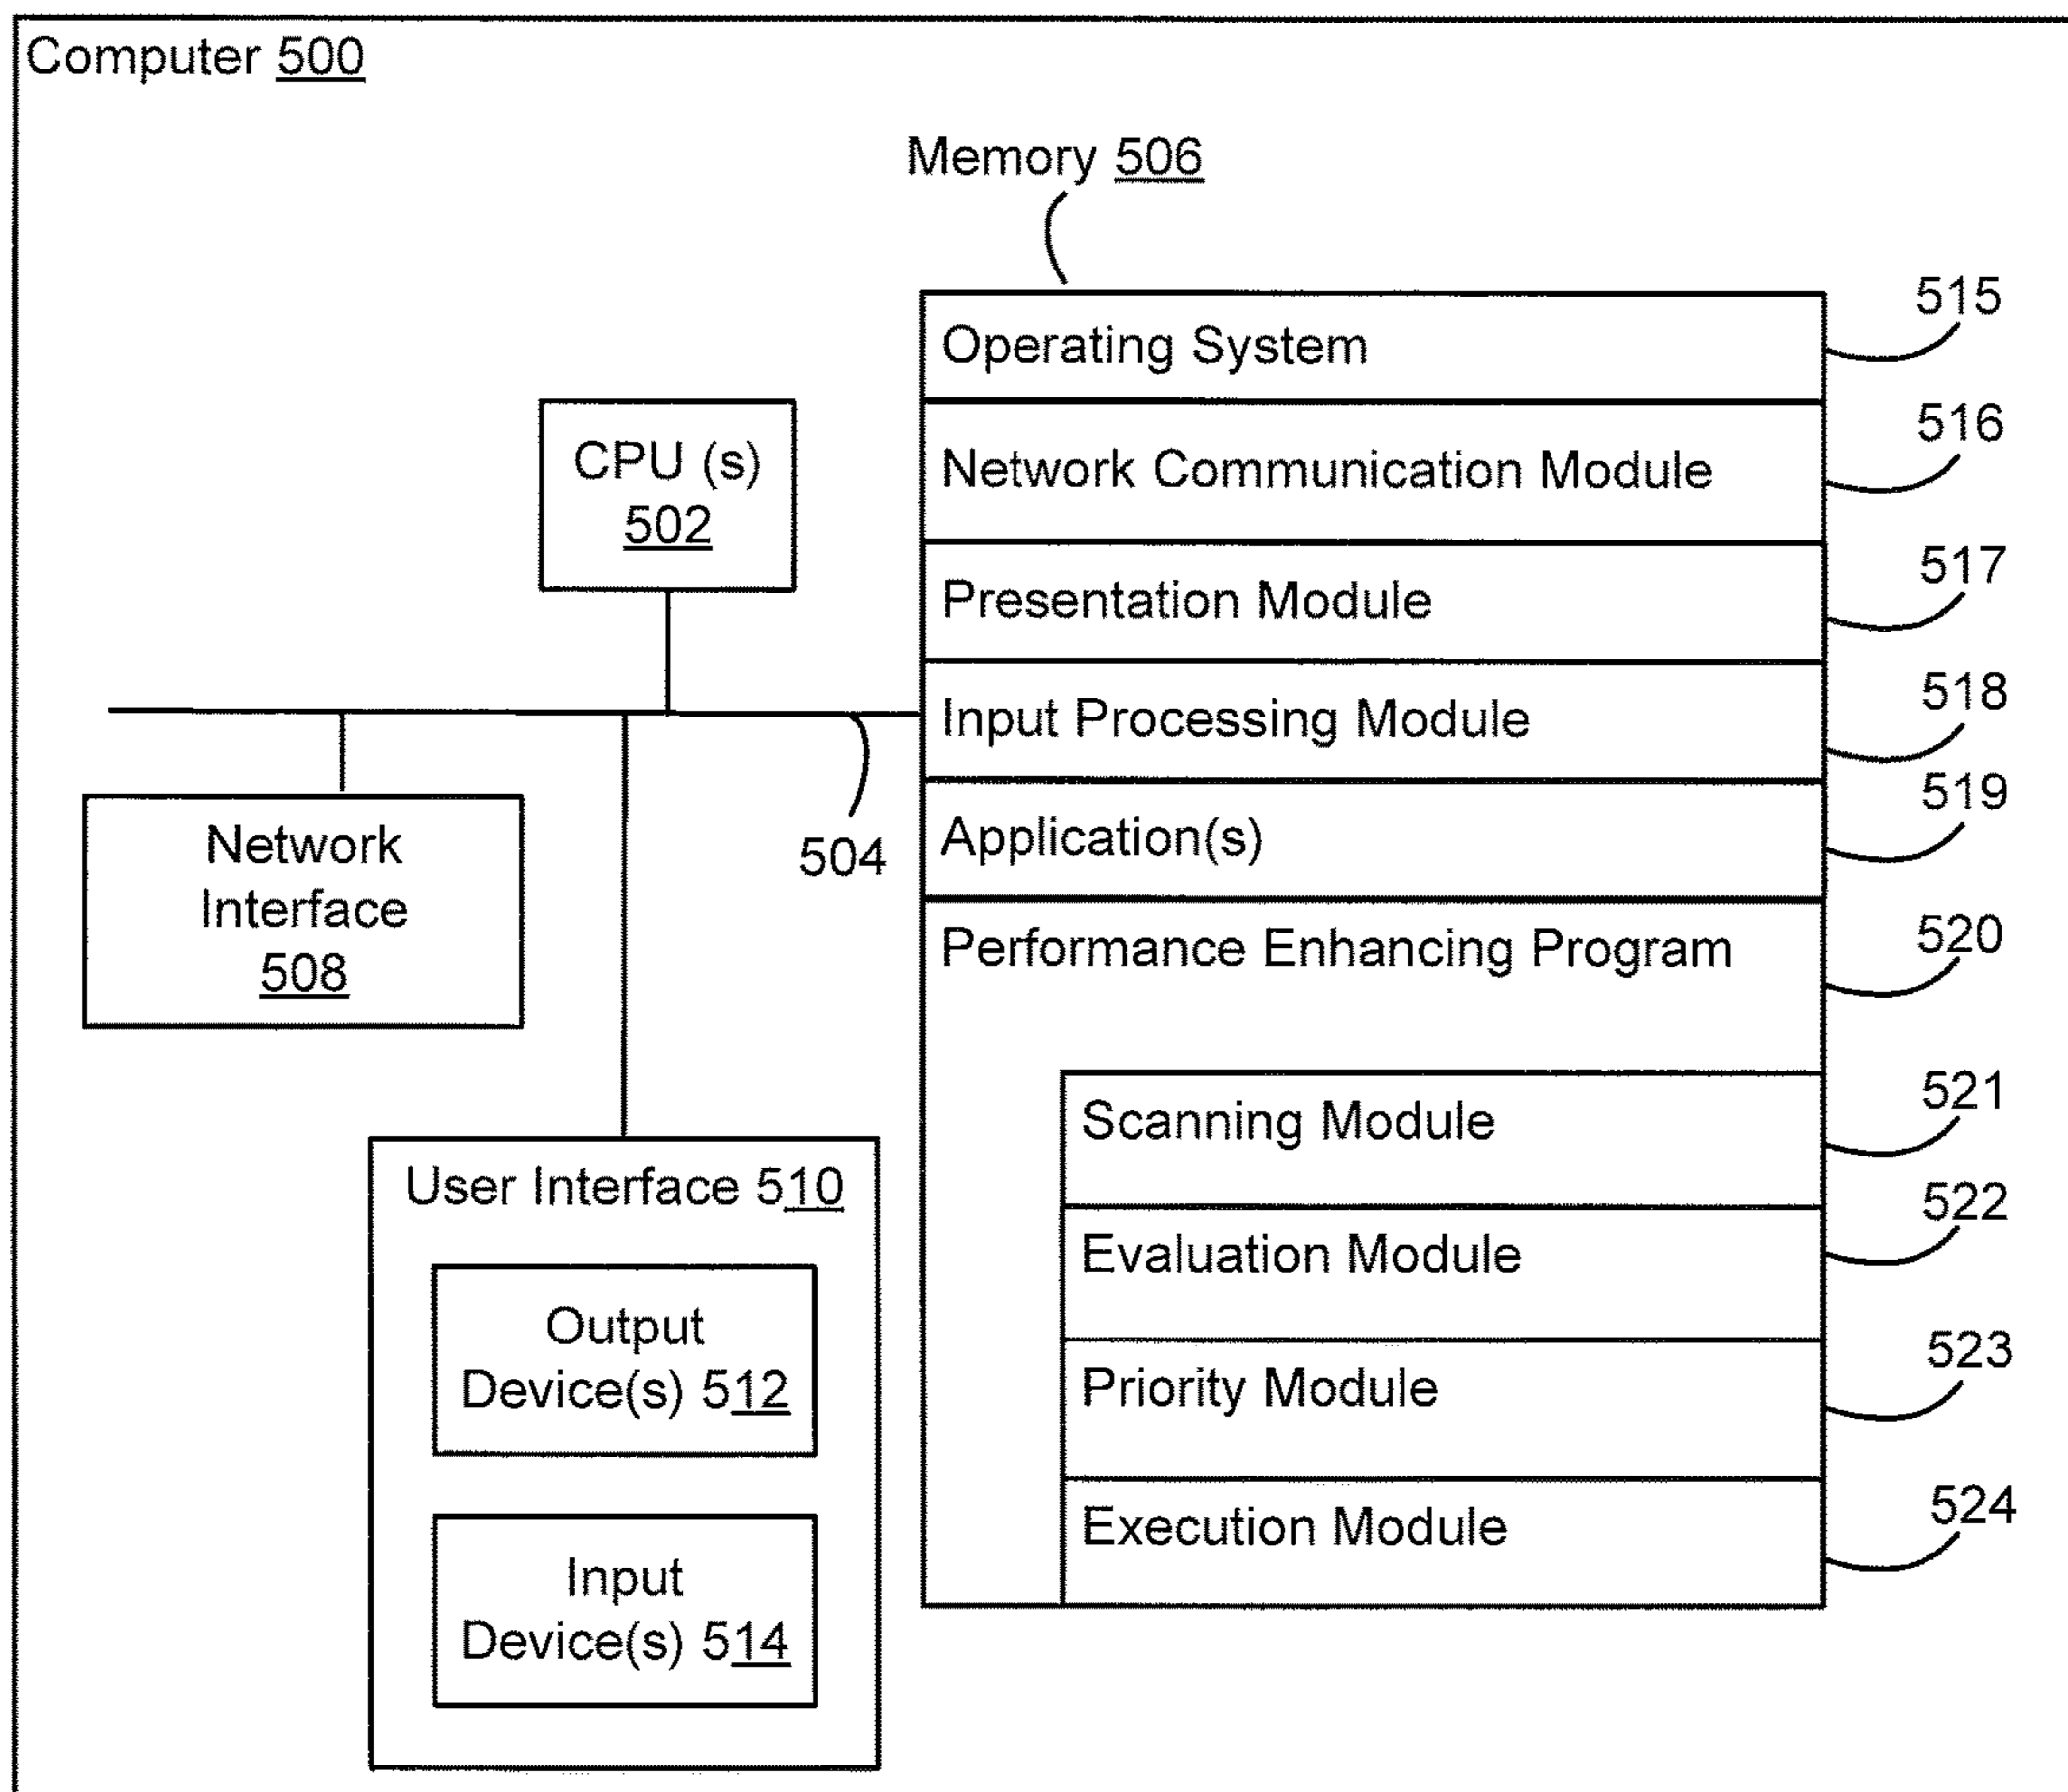 Computer 500
Memory 506
Operating System
515
Network Communication Module
516
Presentation Module
517
Input Processing Module
518
Application(s)
519
Performance Enhancing Program
520
Scanning Module
521
Evaluation Module
522
Priority Module
523
Execution Module
524
CPU (s)
502
504
Network
Interface
508
User Interface 510
Output
Device(s) 512
Input
Device(s) 514